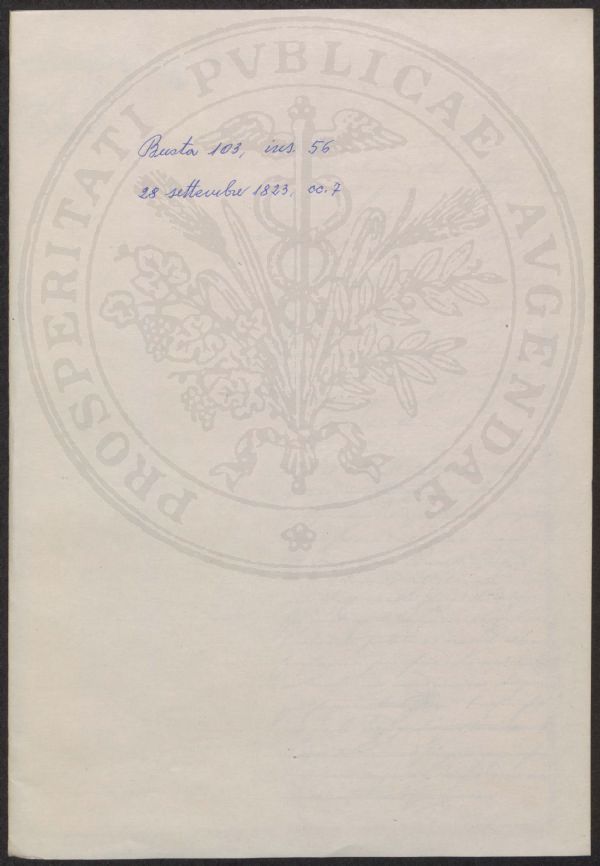 Busta 103, ins. 56
28 settembre 1823, cc. 7
PROSPERITATI PVBLICAE AVGENDAE